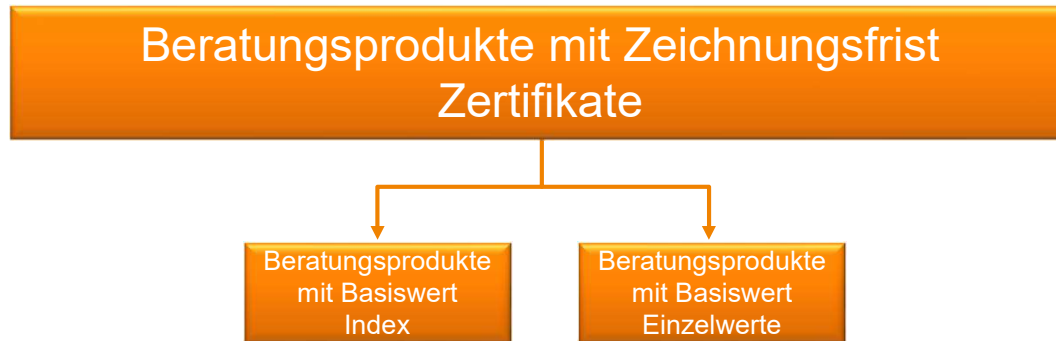 Beratungsprodukte mit Zeichnungsfrist
Zertifikate
Beratungsprodukte
mit Basiswert
Index
Beratungsprodukte
mit Basiswert
Einzelwerte